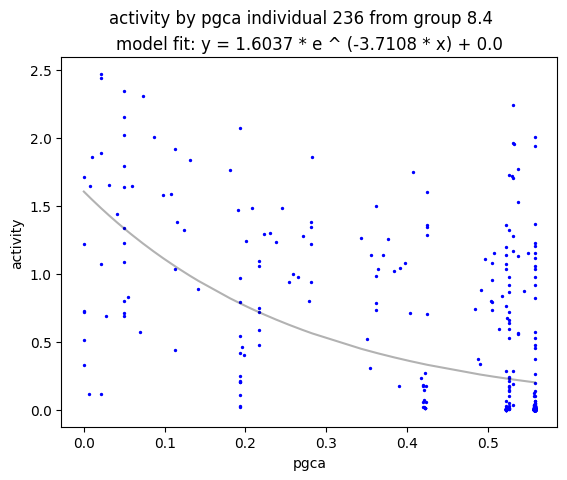 activity by pgca individual 236 from group 8.4
model fit: y = 1.6037 * e ^ (-3.7108 * x) + 0.0
2.5
2.0
1.5
1.0
0.5
0.0
activity
0.0 0.1 0.2 0.3 0.4 0.5
pgca